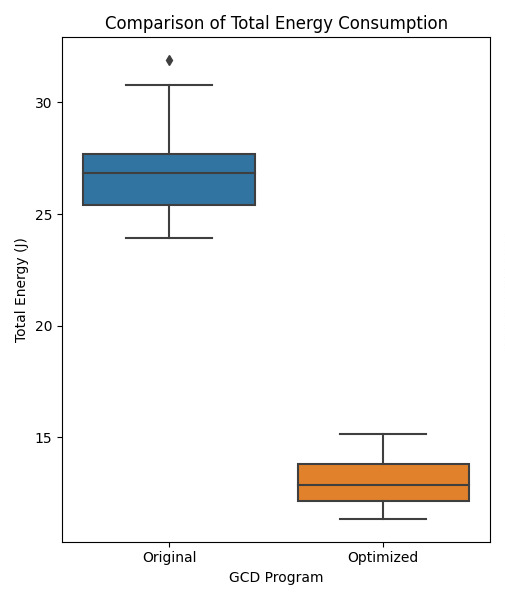 Comparison of Total Energy Consumption
30
25
20
15
Total Energy (J)
Original
Optimized
GCD Program